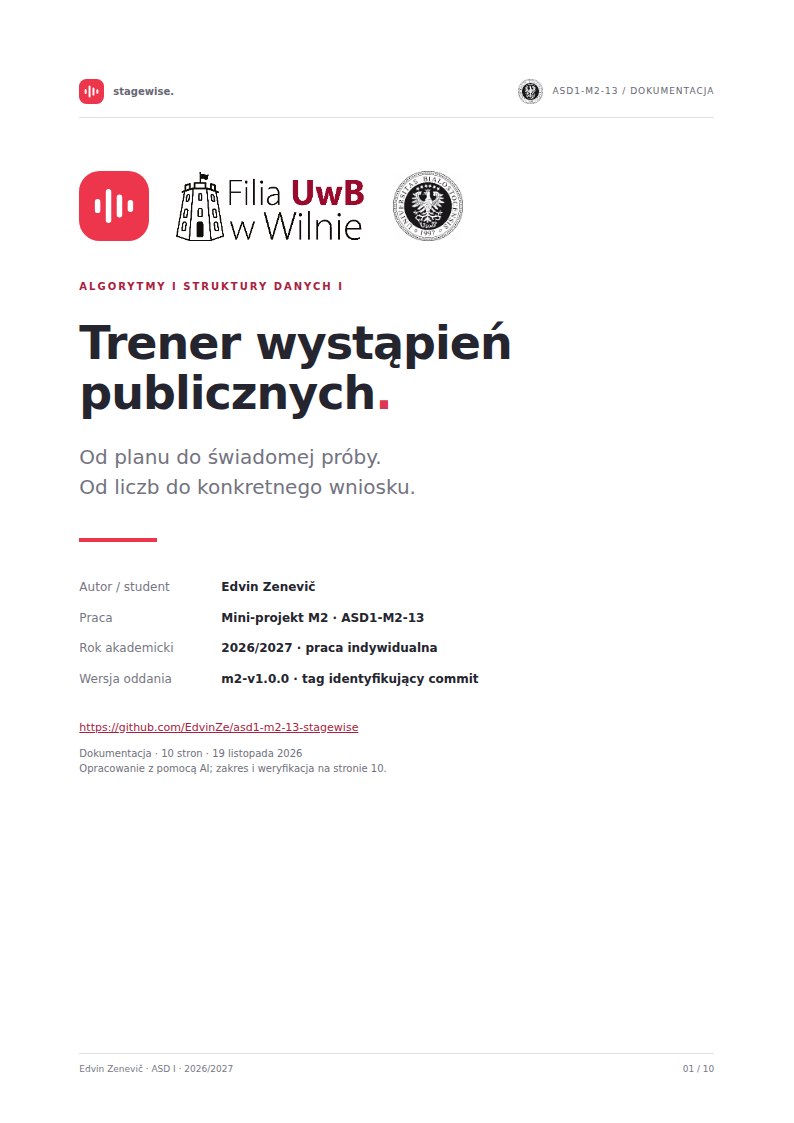 stagewise.
ASD1-M2-13 / DOKUMENTACJA
Filia UwB
w Wilnie
UNIVERSITAS BIALOSTOCENSIS
1997
ALGORYTMY I STRUKTURY DANYCH I
Trener wystąpień
publicznych.
Od planu do świadomej próby.
Od liczb do konkretnego wniosku.
Autor / student Edvin Zenevič
Praca Mini-projekt M2 · ASD1-M2-13
Rok akademicki 2026/2027 · praca indywidualna
Wersja oddania m2-v1.0.0 · tag identyfikujący commit
https://github.com/EdvinZe/asd1-m2-13-stagewise
Dokumentacja · 10 stron · 19 listopada 2026
Opracowanie z pomocą AI; zakres i weryfikacja na stronie 10.
Edvin Zenevič · ASD I · 2026/2027
01 / 10